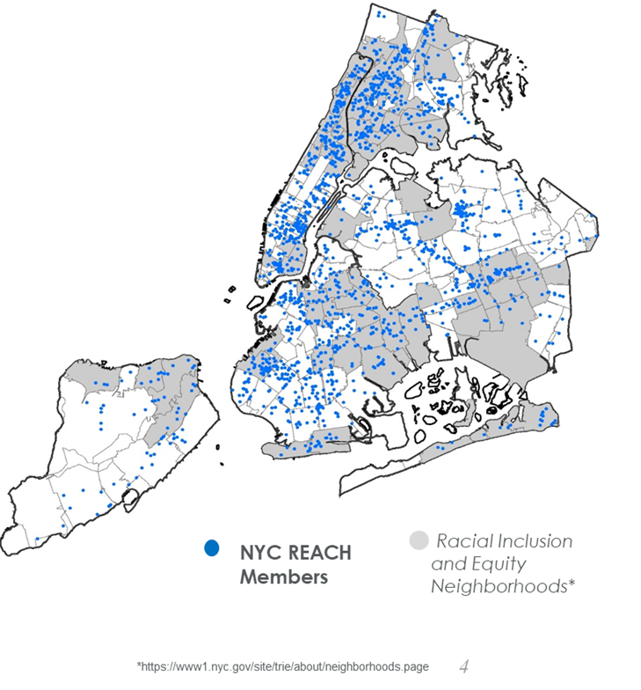 NYC REACH
Members
Racial Inclusion
and Equity
Neighborhoods*
*https://www1.nyc.gov/site/trie/about/neighborhoods.page
4